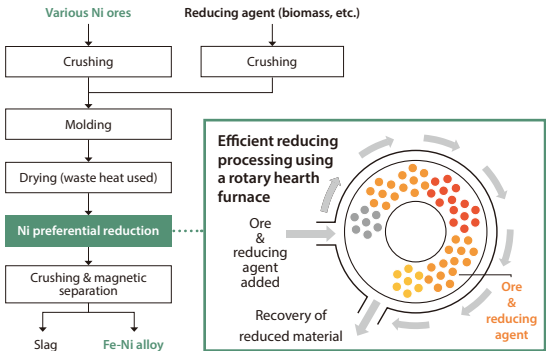 Various Ni ores
Reducing agent (biomass, etc.)
Crushing
Crushing
Molding
Drying (waste heat used)
Ni preferential reduction
Crushing & magnetic
separation
Slag
Fe-Ni alloy
Efficient reducing
processing using
a rotary hearth
furnace
Ore
&
reducing
agent
added
Recovery of
reduced material
Ore
&
reducing
agent